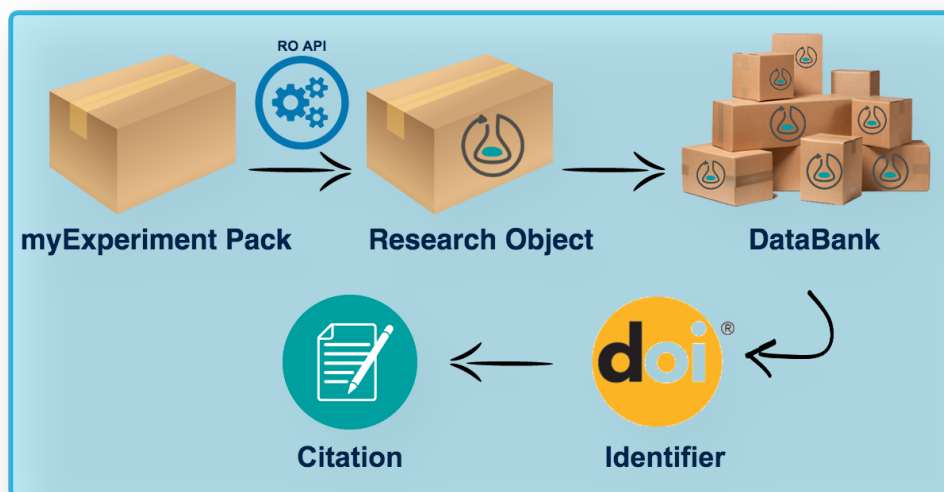 RO API
myExperiment Pack
Research Object
DataBank
doi®
Citation
Identifier